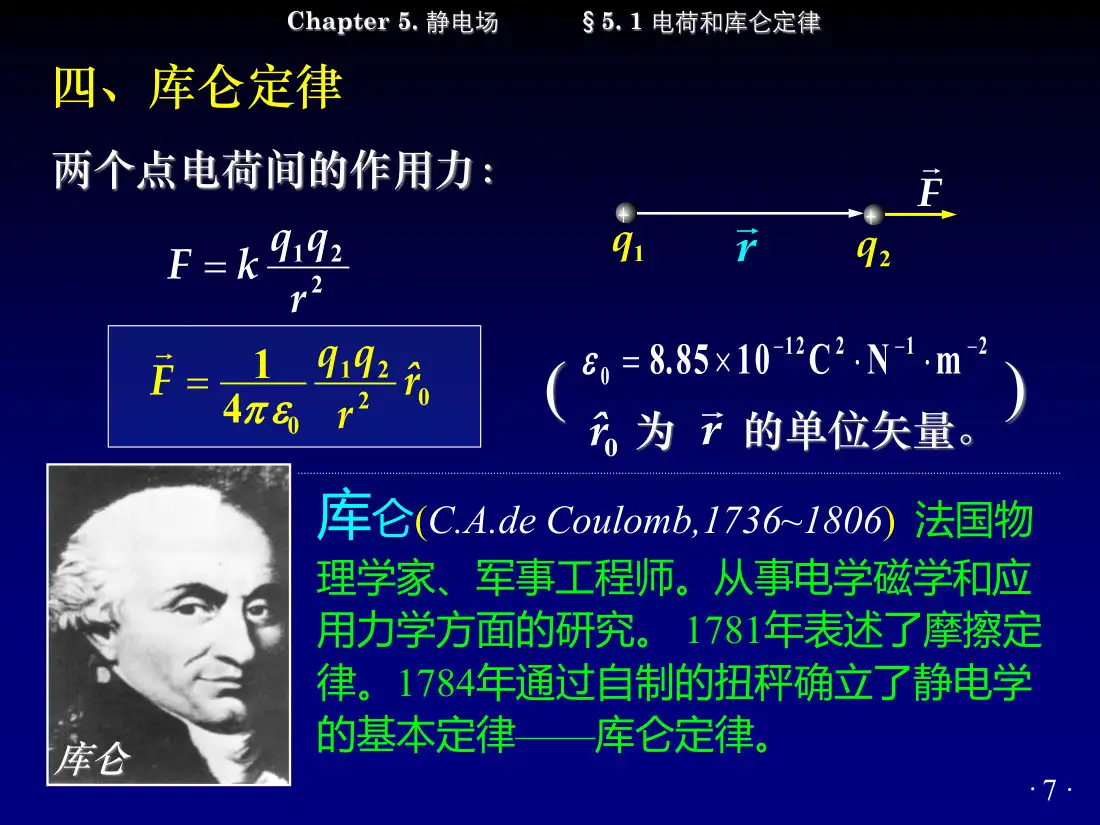 Chapter 5. 静电场 §5. 1 电荷和库仑定律
四、库仑定律
两个点电荷间的作用力：
F = k q₁q₂ / r²
q₁ r⃗ q₂ F⃗
F⃗ = 1/(4πε₀) q₁q₂/r² r̂₀
( ε₀ = 8.85×10⁻¹²C²·N⁻¹·m⁻²
r̂₀ 为 r⃗ 的单位矢量。 )
库仑(C.A.de Coulomb,1736~1806) 法国物
理学家、军事工程师。从事电学磁学和应
用力学方面的研究。 1781年表述了摩擦定
律。1784年通过自制的扭秤确立了静电学
的基本定律——库仑定律。
库仑
·7·